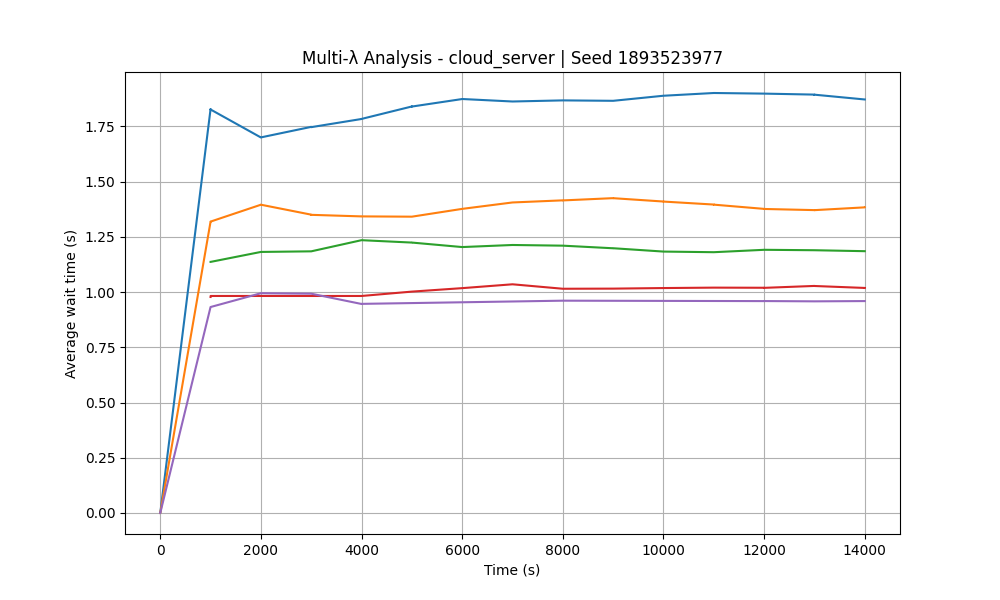 Multi-λ Analysis - cloud_server | Seed 1893523977
Average wait time (s)
1.75
1.50
1.25
1.00
0.75
0.50
0.25
0.00
0 2000 4000 6000 8000 10000 12000 14000
Time (s)